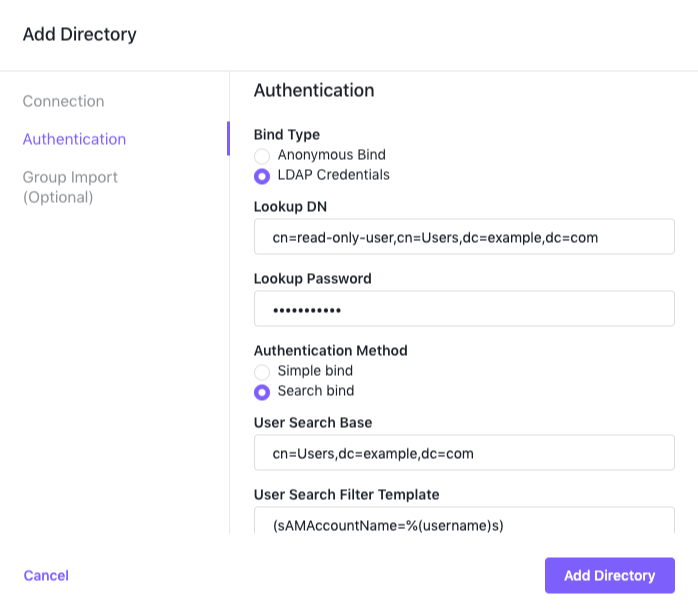 Add Directory
Connection
Authentication
Group Import
(Optional)
Authentication
Bind Type
Anonymous Bind
LDAP Credentials
Lookup DN
cn=read-only-user,cn=Users,dc=example,dc=com
Lookup Password
•••••••••••
Authentication Method
Simple bind
Search bind
User Search Base
cn=Users,dc=example,dc=com
User Search Filter Template
(sAMAccountName=%(username)s)
Cancel
Add Directory